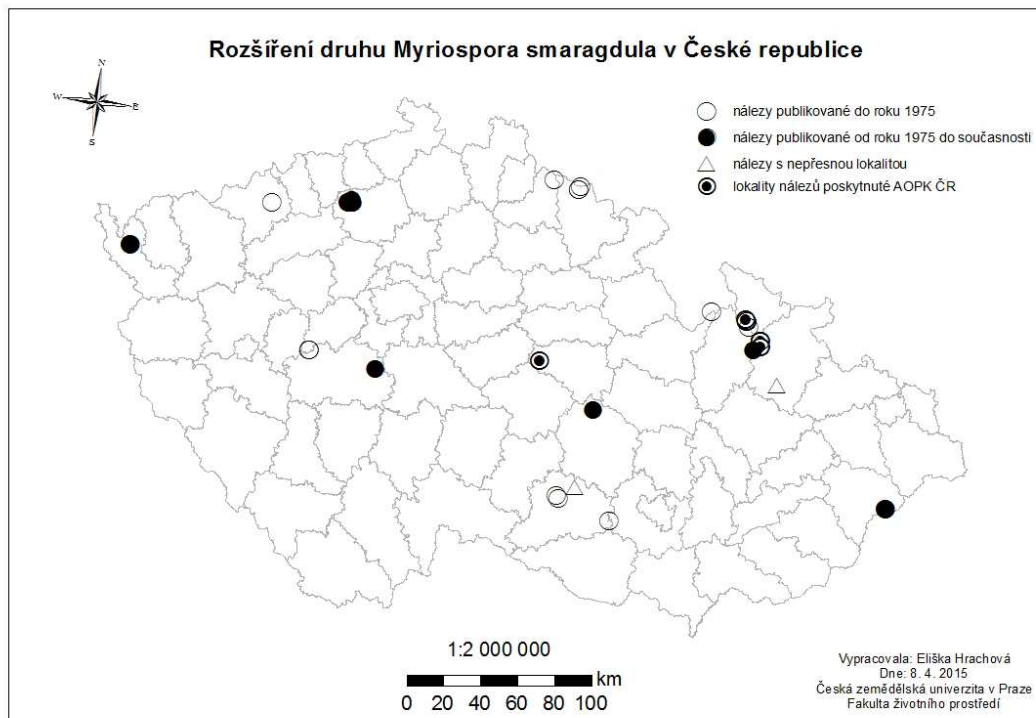 Rozšíření druhu Myriospora smaragdula v České republice
N
W E
S
nálezy publikované do roku 1975
nálezy publikované od roku 1975 do současnosti
nálezy s nepřesnou lokalitou
lokality nálezů poskytnuté AOPK ČR
1:2 000 000
km
0 20 40 60 80 100
Vypracovala: Eliška Hrachová
Dne: 8. 4. 2015
Česká zemědělská univerzita v Praze
Fakulta životního prostředí